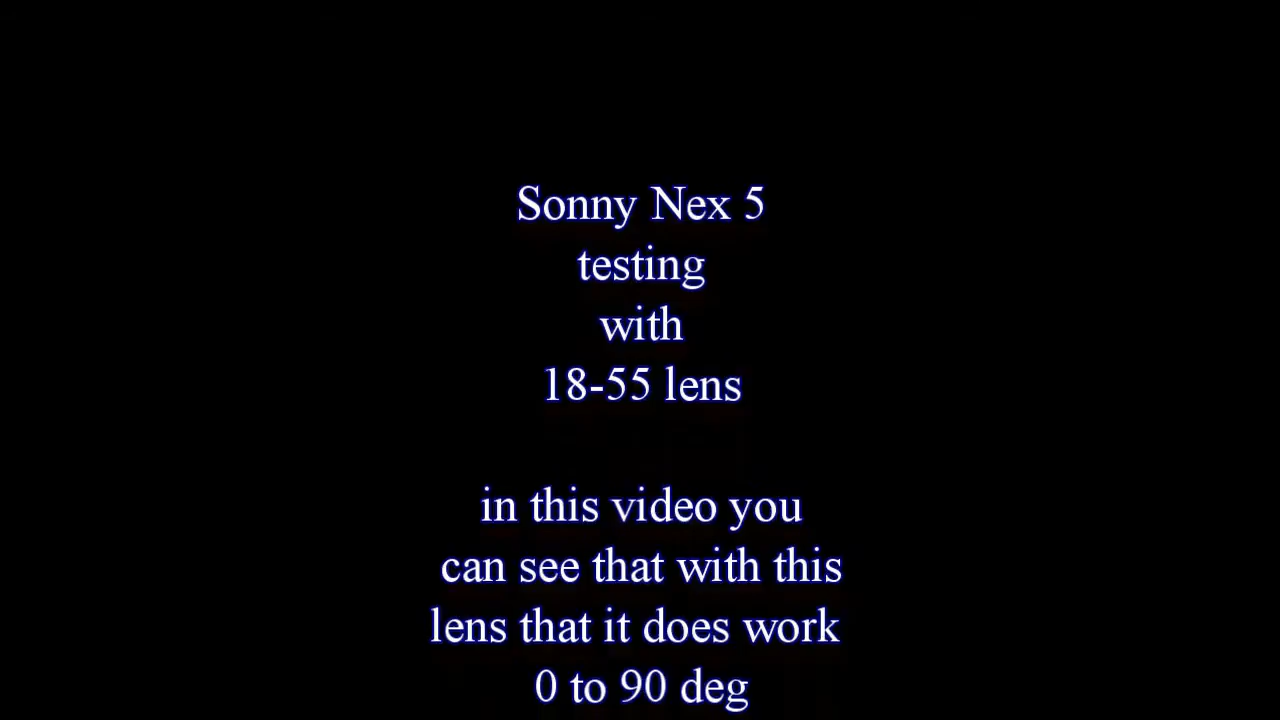 Sonny Nex 5
testing
with
18-55 lens
in this video you
can see that with this
lens that it does work
0 to 90 deg